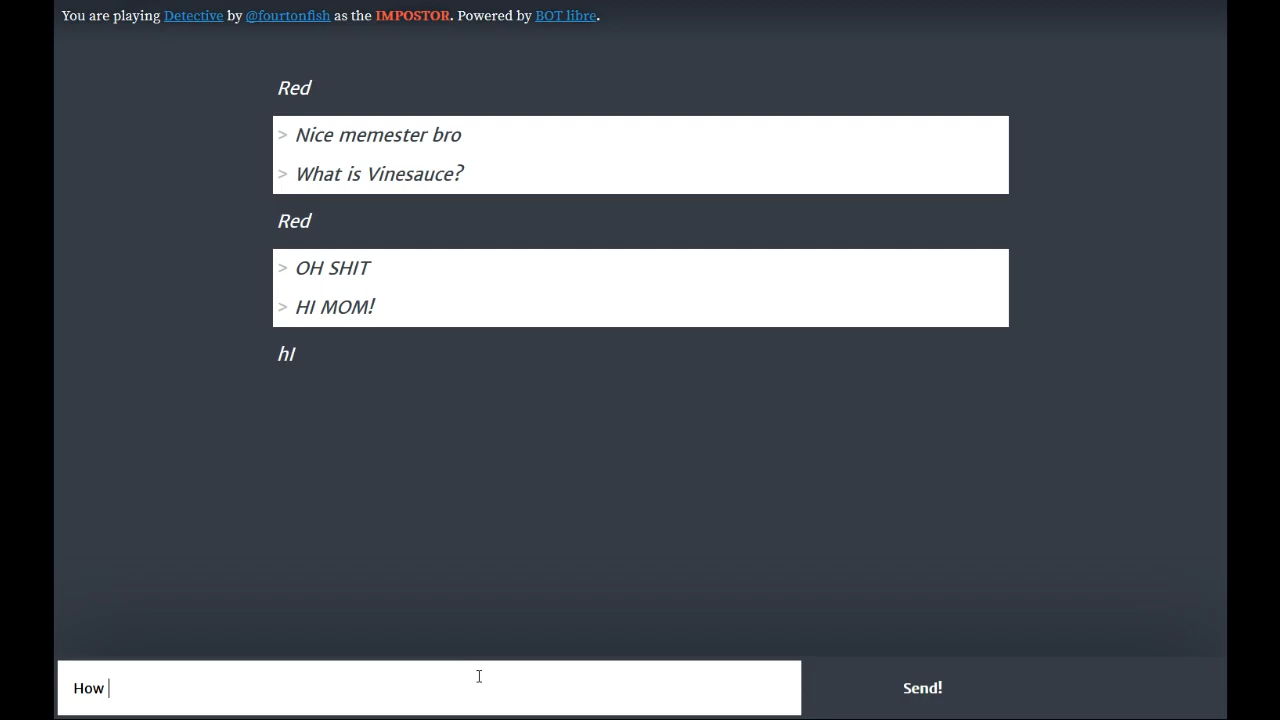 You are playing Detective by @fourtonfish as the IMPOSTOR. Powered by BOT libre.
Red
> Nice memester bro
> What is Vinesauce?
Red
> OH SHIT
> HI MOM!
hI
How
Send!